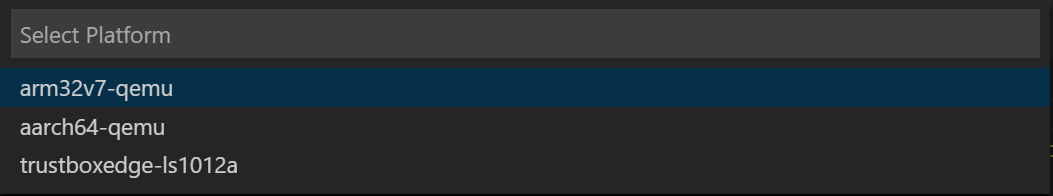 Select Platform
arm32v7-qemu
aarch64-qemu
trustboxedge-ls1012a